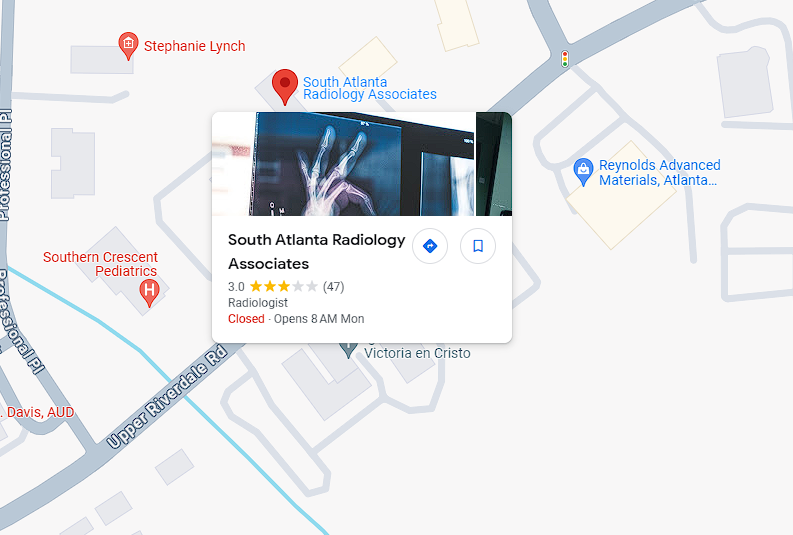 Stephanie Lynch
South Atlanta
Radiology Associates
Professional Pl
Reynolds Advanced
Materials, Atlanta...
South Atlanta Radiology
Associates
3.0 (47)
Radiologist
Closed · Opens 8 AM Mon
Southern Crescent
Pediatrics
Professional Pl
Victoria en Cristo
Upper Riverdale Rd
. Davis, AUD